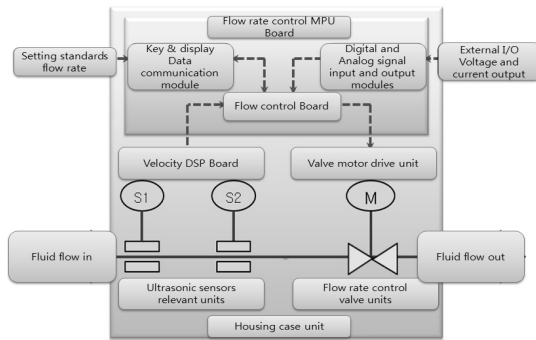 Flow rate control MPU
Board
Setting standards
flow rate
Key & display
Data
communication
module
Digital and
Analog signal
input and output
modules
External I/O
Voltage and
current output
Flow control Board
Velocity DSP Board
Valve motor drive unit
S1
S2
M
Fluid flow in
Fluid flow out
Ultrasonic sensors
relevant units
Flow rate control
valve units
Housing case unit